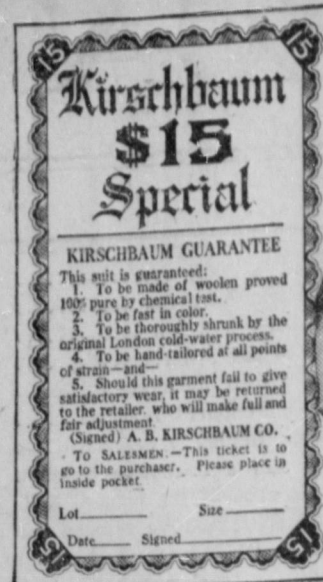 15 15
Kirschbaum
$15
Special
KIRSCHBAUM GUARANTEE
This suit is guaranteed:
1. To be made of woolen proved
100% pure by chemical test.
2. To be fast in color.
3. To be thoroughly shrunk by the
original London cold-water process.
4. To be hand-tailored at all points
of strain—and—
5. Should this garment fail to give
satisfactory wear, it may be returned
to the retailer, who will make full and
fair adjustment.
(Signed) A. B. KIRSCHBAUM CO.
TO SALESMEN.—This ticket is to
go to the purchaser. Please place in
inside pocket.
Lot Size
Date Signed
15 15